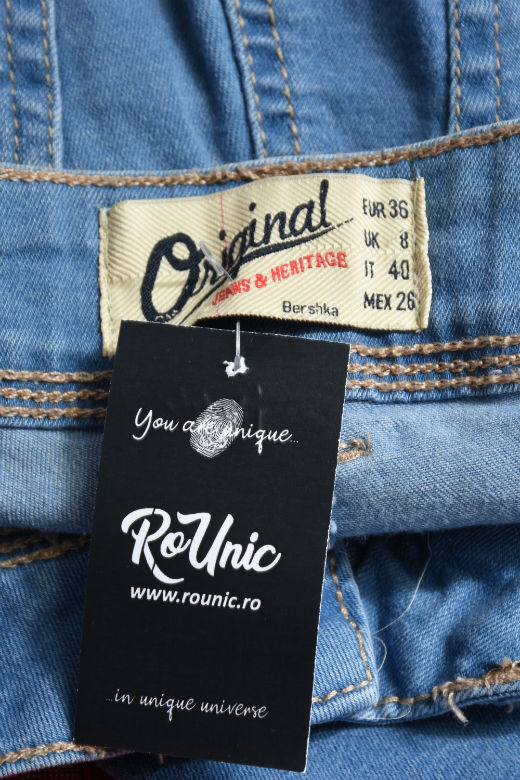 Original
JEANS & HERITAGE
Bershka
EUR 36
UK 8
IT 40
MEX 26
You are unique...
RoUnic
www.rounic.ro
...in unique universe